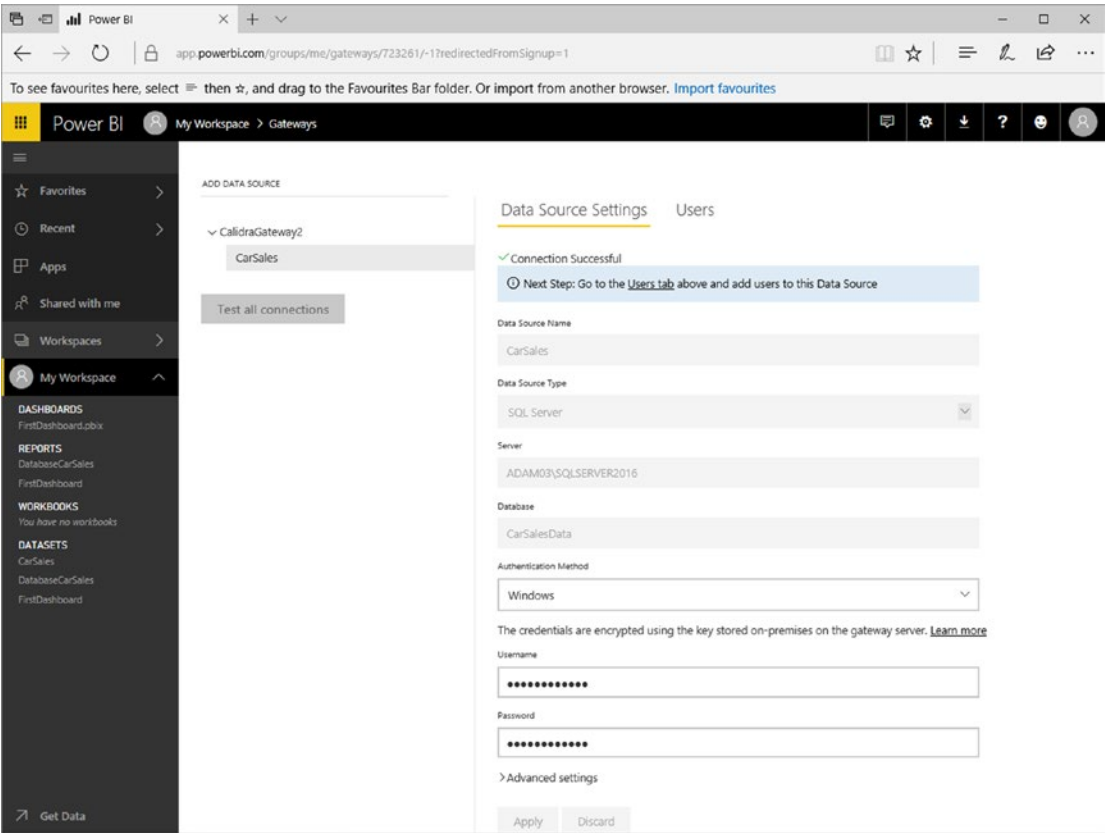 Power BI
app.powerbi.com/groups/me/gateways/723261/-1?redirectedFromSignup=1
To see favourites here, select then ☆, and drag to the Favourites Bar folder. Or import from another browser. Import favourites
Power BI My Workspace > Gateways
Favorites
Recent
Apps
Shared with me
Workspaces
My Workspace
DASHBOARDS
FirstDashboard.pbix
REPORTS
DatabaseCarSales
FirstDashboard
WORKBOOKS
You have no workbooks
DATASETS
CarSales
DatabaseCarSales
FirstDashboard
Get Data
ADD DATA SOURCE
CalidraGateway2
CarSales
Test all connections
Data Source Settings Users
Connection Successful
Next Step: Go to the Users tab above and add users to this Data Source
Data Source Name
CarSales
Data Source Type
SQL Server
Server
ADAM03\SQLSERVER2016
Database
CarSalesData
Authentication Method
Windows
The credentials are encrypted using the key stored on-premises on the gateway server. Learn more
Username
••••••••••••
Password
••••••••••••
>Advanced settings
Apply Discard